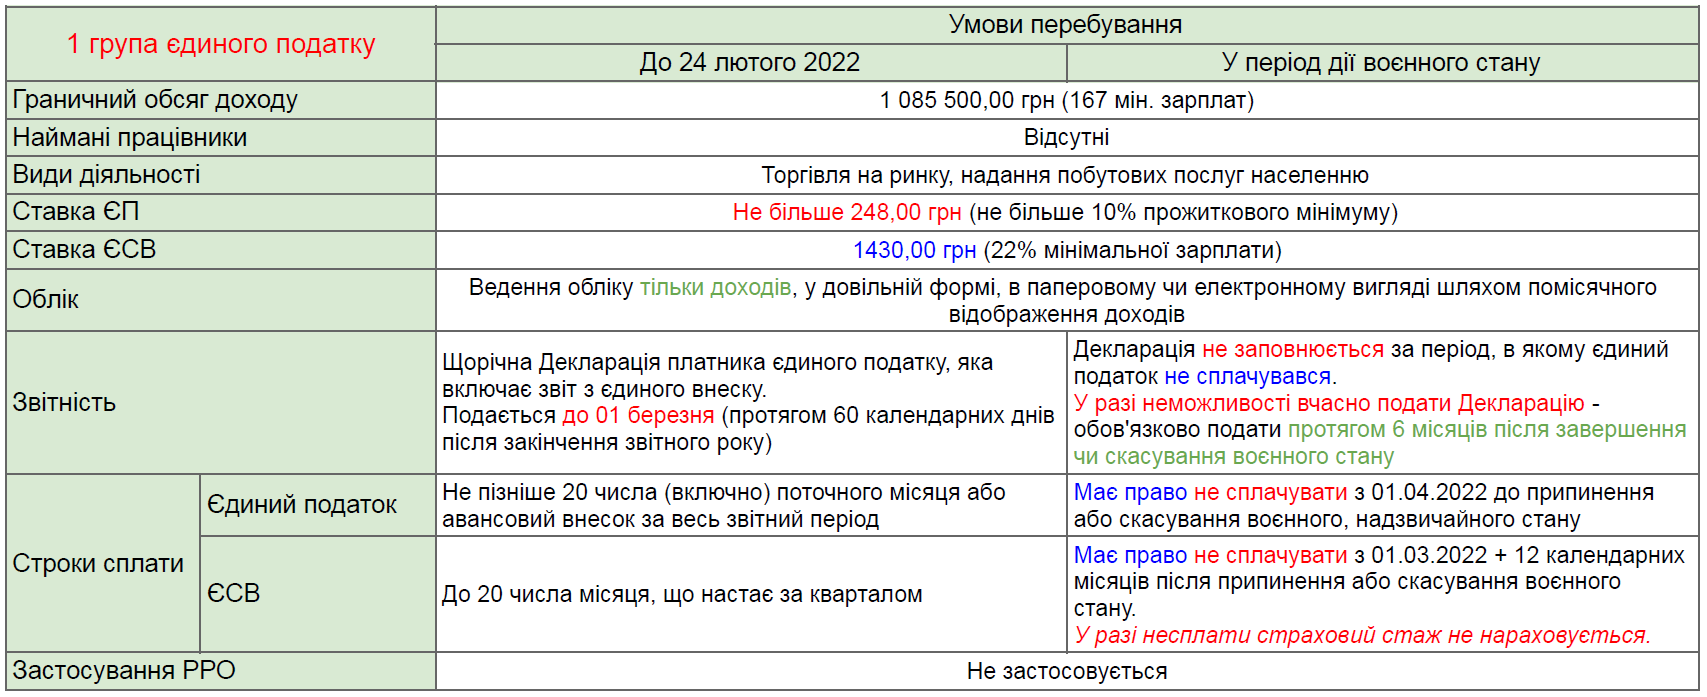 1 група єдиного податку
Умови перебування
До 24 лютого 2022
У період дії воєнного стану
Граничний обсяг доходу
1 085 500,00 грн (167 мін. зарплат)
Наймані працівники
Відсутні
Види діяльності
Торгівля на ринку, надання побутових послуг населенню
Ставка ЄП
Не більше 248,00 грн (не більше 10% прожиткового мінімуму)
Ставка ЄСВ
1430,00 грн (22% мінімальної зарплати)
Облік
Ведення обліку тільки доходів, у довільній формі, в паперовому чи електронному вигляді шляхом помісячного
відображення доходів
Звітність
Щорічна Декларація платника єдиного податку, яка
включає звіт з єдиного внеску.
Подається до 01 березня (протягом 60 календарних днів
після закінчення звітного року)
Декларація не заповнюється за період, в якому єдиний
податок не сплачувався.
У разі неможливості вчасно подати Декларацію -
обов'язково подати протягом 6 місяців після завершення
чи скасування воєнного стану
Строки сплати
Єдиний податок
Не пізніше 20 числа (включно) поточного місяця або
авансовий внесок за весь звітний період
Має право не сплачувати з 01.04.2022 до припинення
або скасування воєнного, надзвичайного стану
ЄСВ
До 20 числа місяця, що настає за кварталом
Має право не сплачувати з 01.03.2022 + 12 календарних
місяців після припинення або скасування воєнного
стану.
У разі несплати страховий стаж не нараховується.
Застосування РРО
Не застосовується